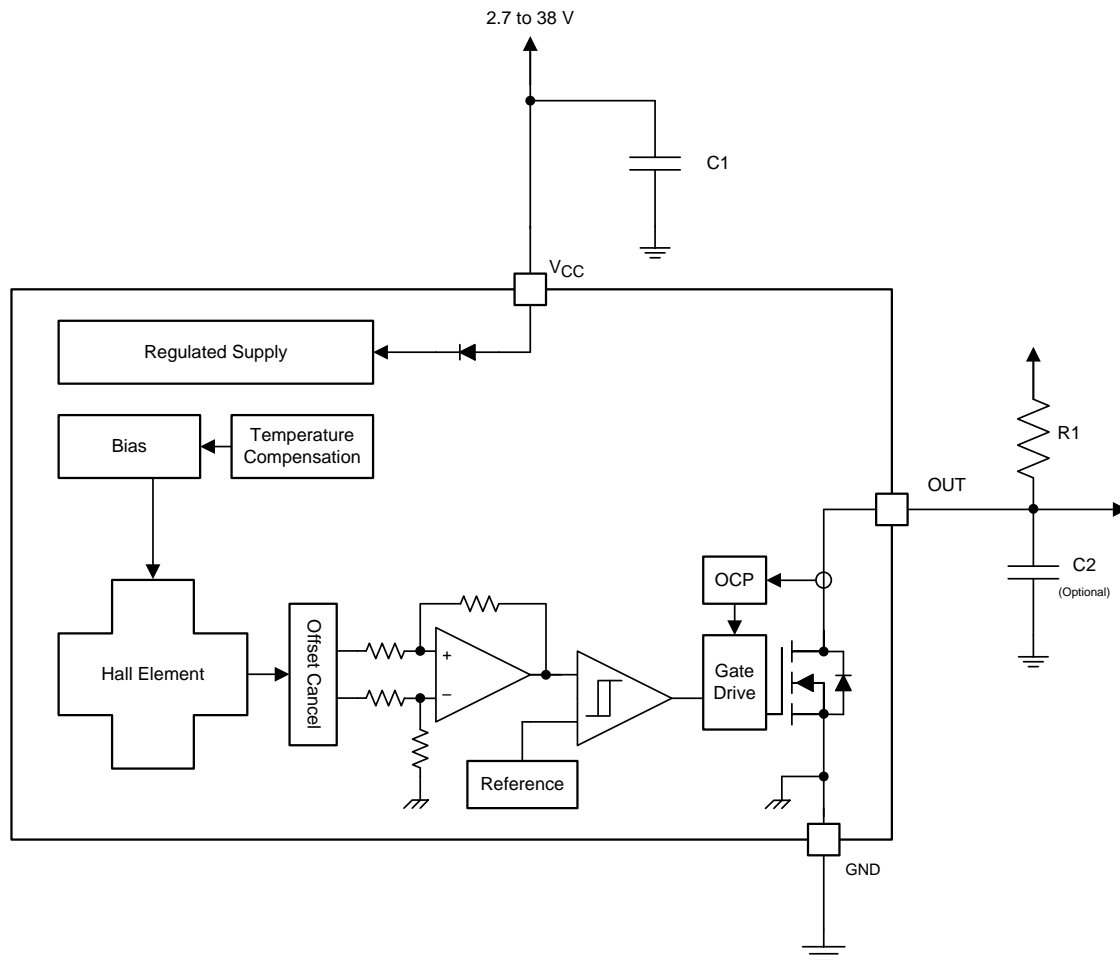 2.7 to 38 V
C1
VCC
Regulated Supply
Bias
Temperature
Compensation
R1
OUT
C2
(Optional)
OCP
Hall Element
Offset Cancel
+
−
Gate
Drive
Reference
GND